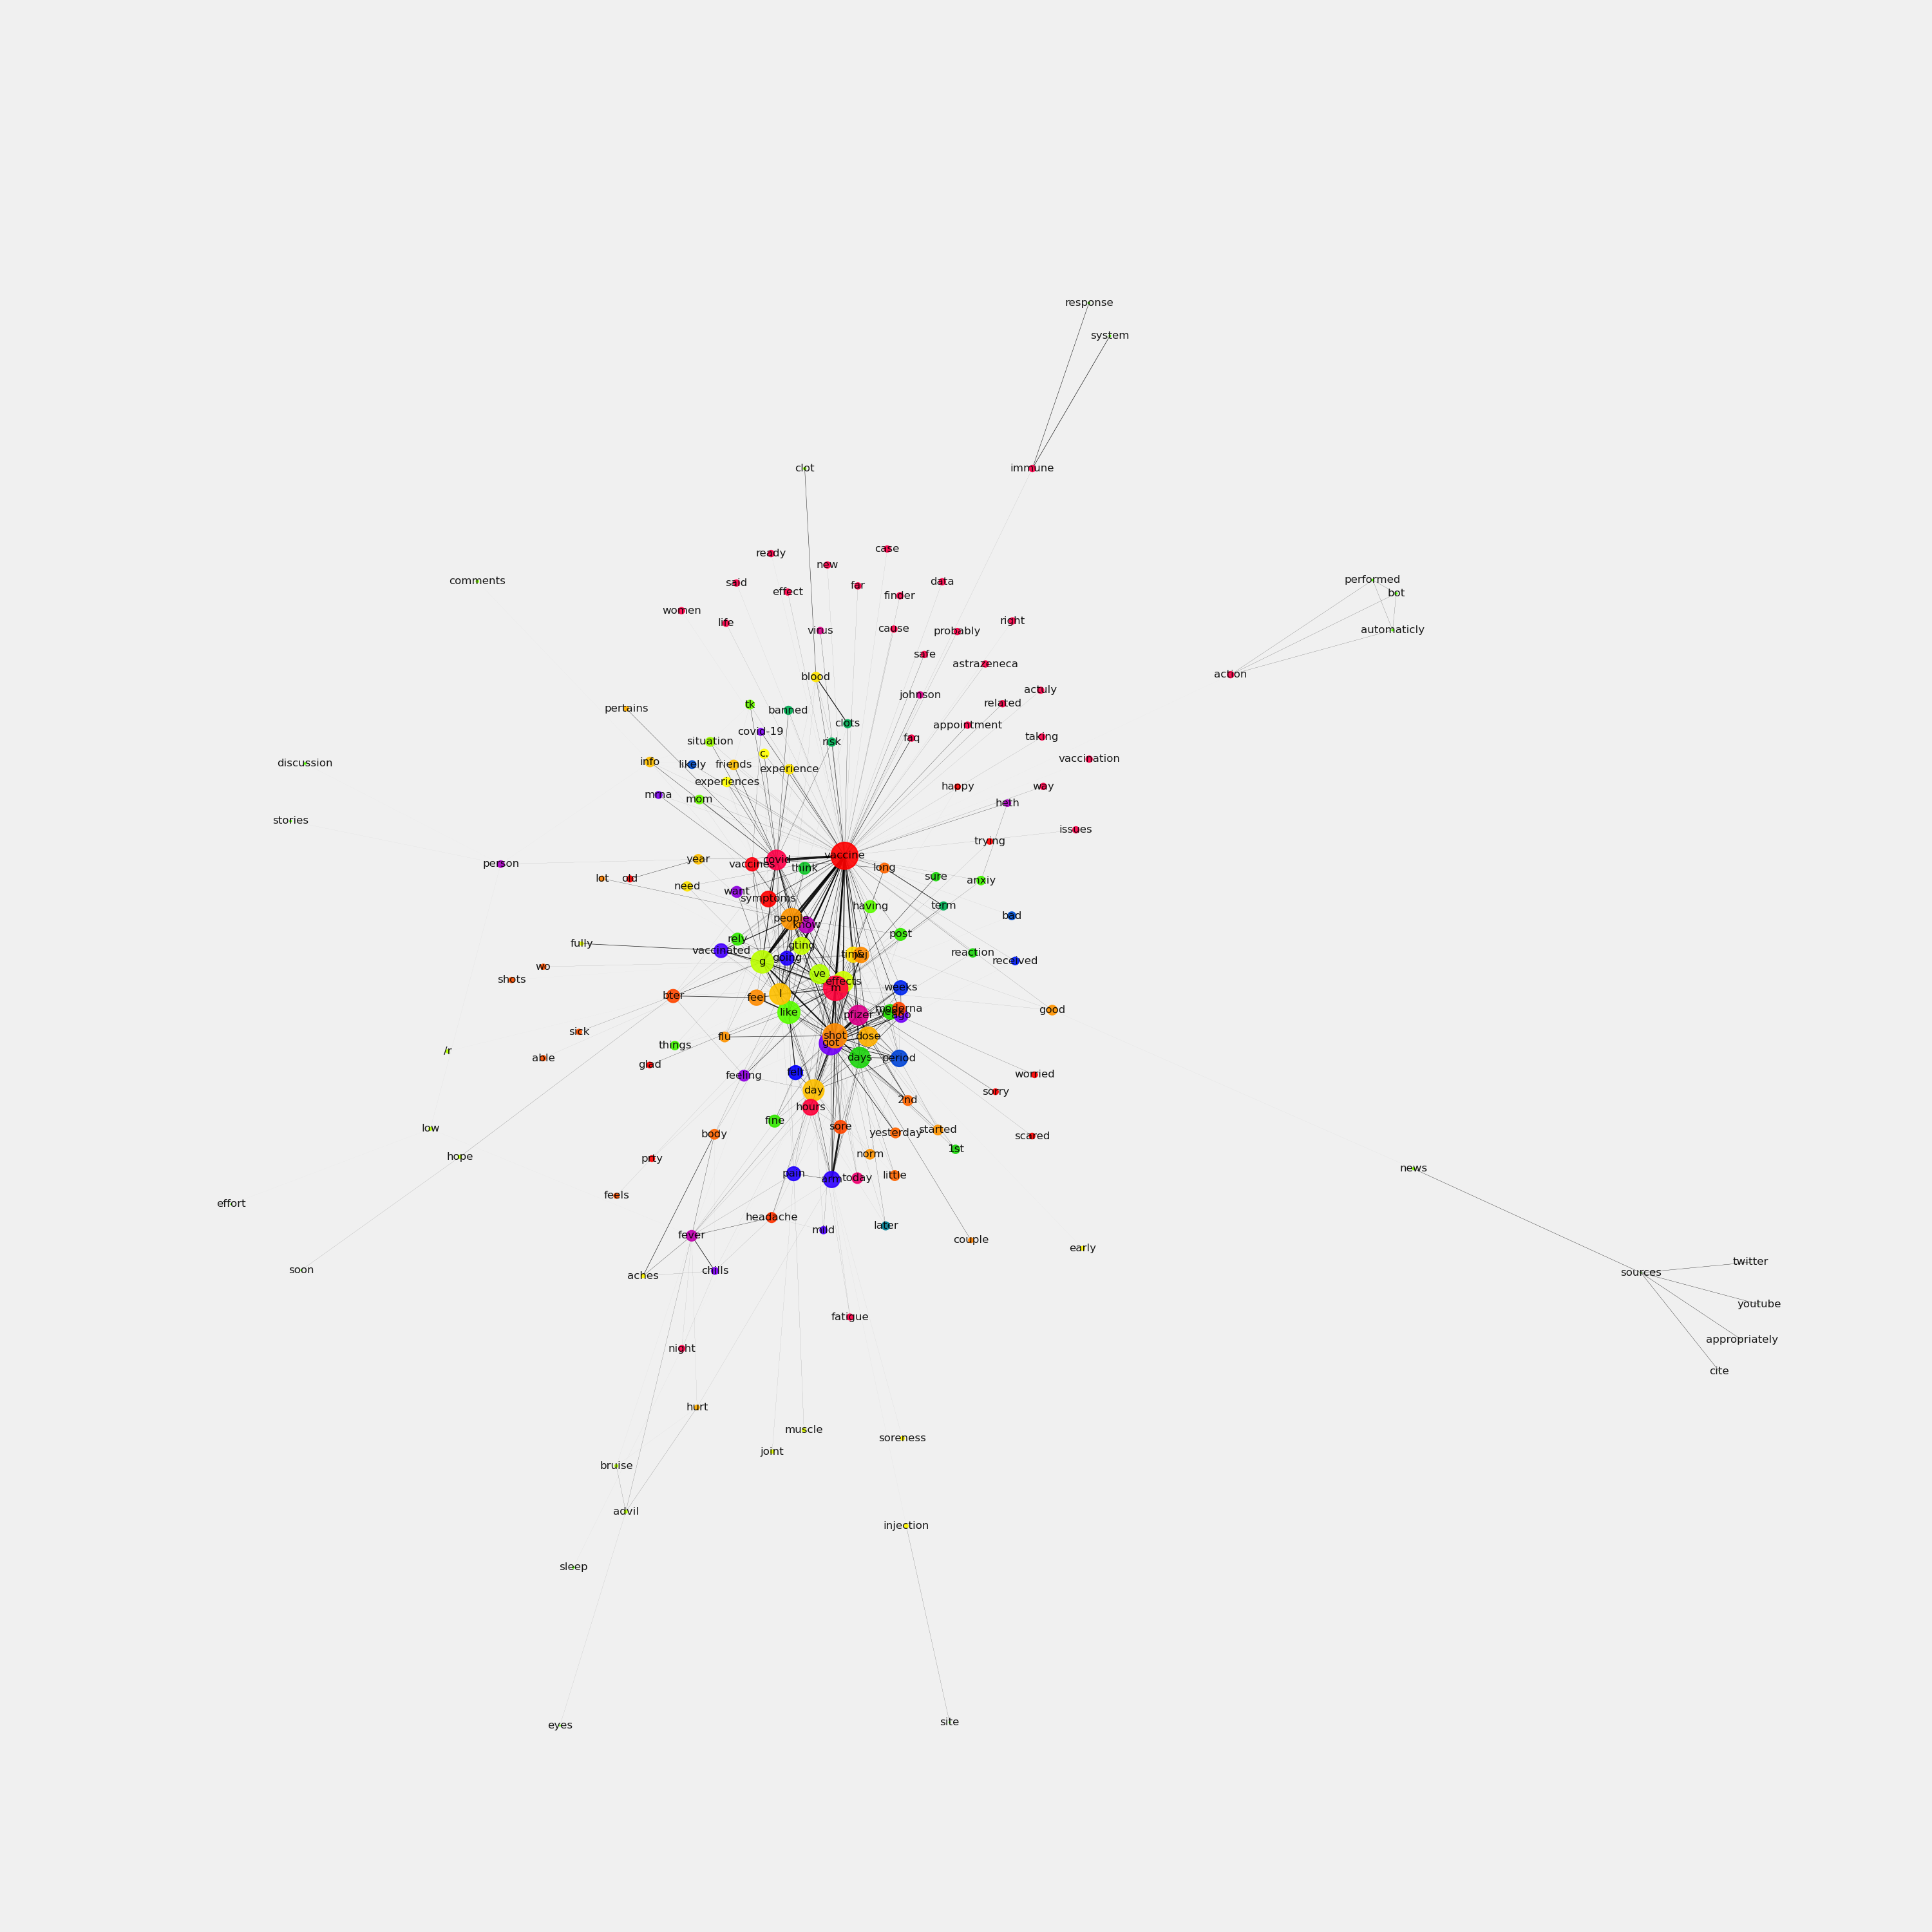 response
system
clot
immune
case
ready
new
comments
performed
said
data
far
effect
bot
finder
women
right
life
cause
automaticly
virus
probably
safe
astrazeneca
action
blood
actuly
johnson
related
tk
pertains
banned
clots
appointment
covid-19
taking
faq
situation
risk
c.
vaccination
info
discussion
likely
friends
experience
experiences
happy
way
mrna
mom
heth
stories
issues
trying
vaccine
year
covid
person
vaccines
think
long
lot
old
sure
anxiy
need
want
symptoms
having
term
bad
people
know
post
rely
fully
gting
vaccinated
reaction
time
j&j
going
received
g
wo
ve
shots
effects
weeks
m
l
bter
feel
moderna
good
like
pfizer
ago
sick
shot
flu
dose
got
things
/r
days
period
able
glad
felt
feeling
worried
day
sorry
2nd
hours
fine
sore
low
started
yesterday
body
scared
1st
norm
hope
prty
news
pain
little
today
arm
feels
effort
headache
later
mild
fever
couple
early
twitter
soon
chills
sources
aches
youtube
fatigue
appropriately
night
cite
hurt
muscle
soreness
joint
bruise
advil
injection
sleep
site
eyes